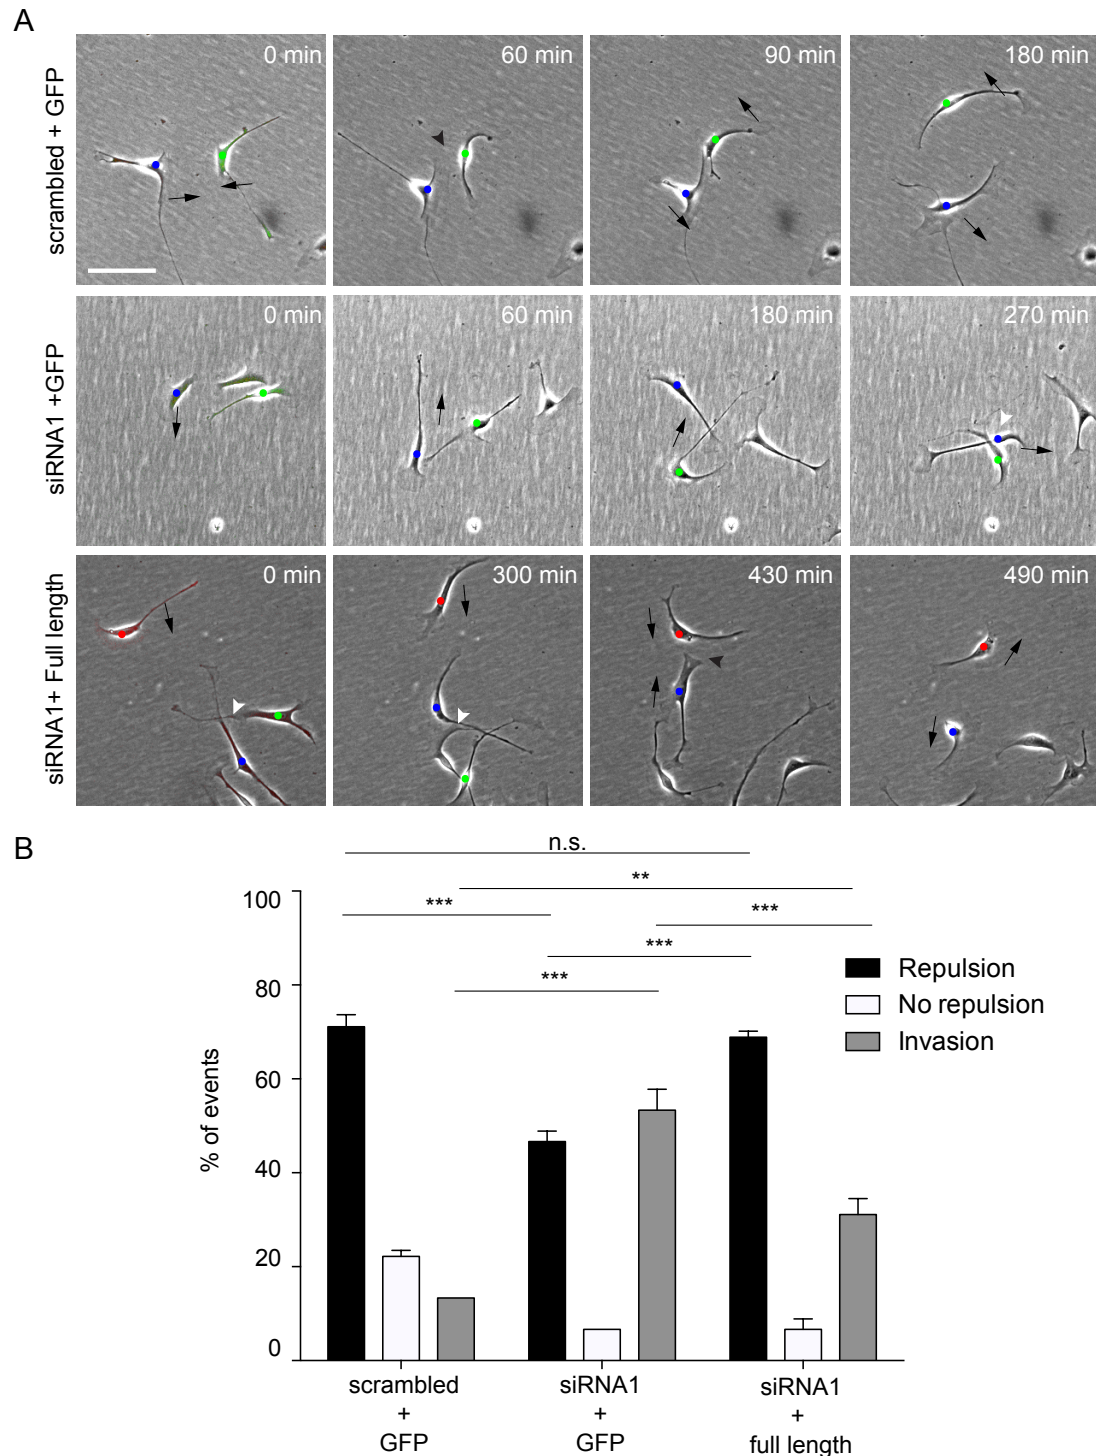 A
scrambled + GFP
0 min
60 min
90 min
180 min
siRNA1 +GFP
0 min
60 min
180 min
270 min
siRNA1+ Full length
0 min
300 min
430 min
490 min
B
n.s.
**
***
***
***
***
100
80
60
40
20
0
% of events
Repulsion
No repulsion
Invasion
scrambled
+
GFP
siRNA1
+
GFP
siRNA1
+
full length